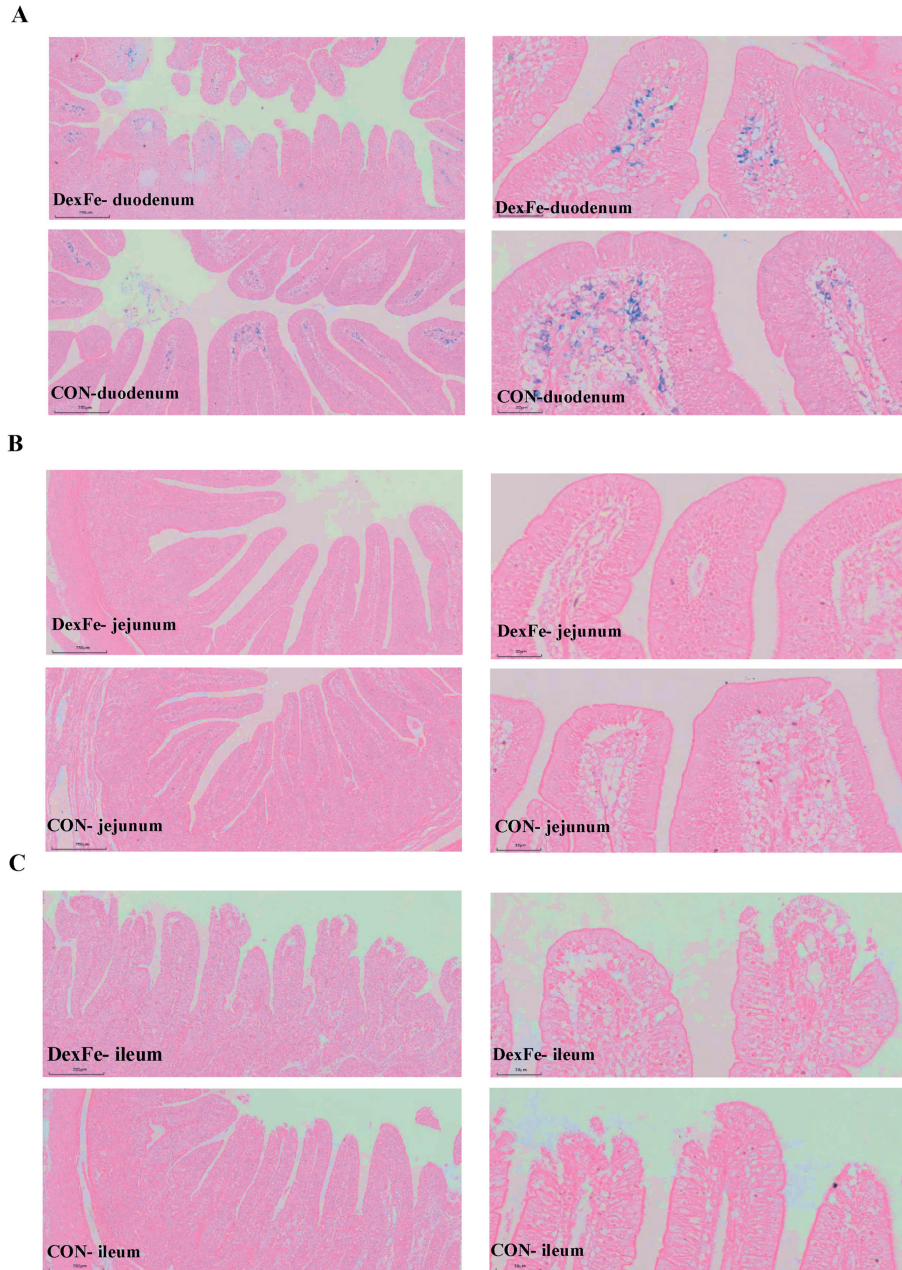 A
DexFe- duodenum
DexFe-duodenum
CON-duodenum
CON-duodenum
B
DexFe- jejunum
DexFe- jejunum
CON- jejunum
CON- jejunum
C
DexFe- ileum
DexFe- ileum
CON- ileum
CON- ileum